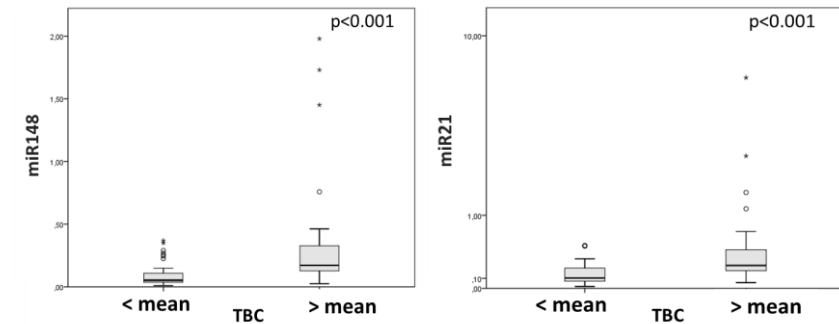 p<0.001
2,00
1,50
1,00
,50
,00
miR148
< mean
TBC
> mean
p<0.001
10,00
1,00
,10
,00
miR21
< mean
TBC
> mean